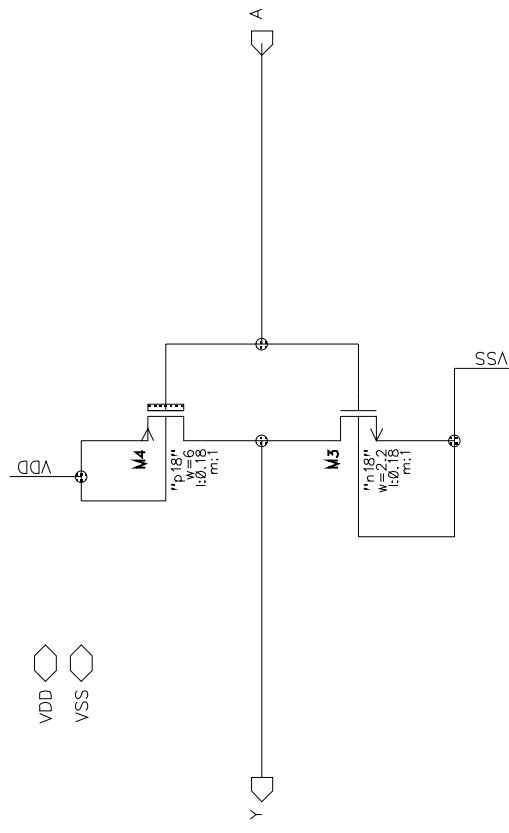 A
VDD
M4
"p18"
w=6
l:0.18
m:1
M3
"n18"
w=2.2
l:0.18
m:1
VSS
VDD
VSS
Y